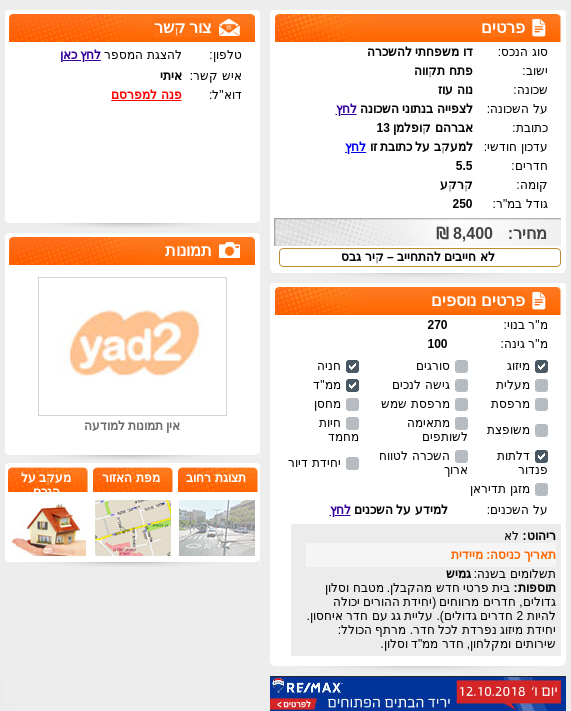 פרטים
סוג הנכס: דו משפחתי להשכרה
ישוב: פתח תקווה
שכונה: נוה עוז
על השכונה: לצפייה בנתוני השכונה לחץ
כתובת: אברהם קופלמן 13
עדכון חודשי: למעקב על כתובת זו לחץ
חדרים: 5.5
קומה: קרקע
גודל במ"ר: 250
מחיר: 8,400 ₪
לא חייבים להתחייב – קיר גבס
פרטים נוספים
מ"ר בנוי: 270
מ"ר גינה: 100
מיזוג סורגים חניה
מעלית גישה לנכים ממ"ד
מרפסת מרפסת שמש מחסן
משופצת מתאימה לשותפים חיות מחמד
דלתות פנדור השכרה לטווח ארוך יחידת דיור
מזגן תדיראן
על השכנים: למידע על השכנים לחץ
ריהוט: לא
תאריך כניסה: מיידית
תשלומים בשנה: גמיש
תוספות: בית פרטי חדש מהקבלן. מטבח וסלון
גדולים, חדרים מרווחים (יחידת ההורים יכולה
להיות 2 חדרים גדולים). עליית גג עם חדר איחסון.
יחידת מיזוג נפרדת לכל חדר. מרתף הכולל:
שירותים ומקלחון, חדר ממ"ד וסלון.
יום ו' 12.10.2018
יריד הבתים הפתוחים
RE/MAX
לפרטים >
צור קשר
טלפון: להצגת המספר לחץ כאן
איש קשר: איתי
דוא"ל: פנה למפרסם
תמונות
yad2
אין תמונות למודעה
תצוגת רחוב
מפת האזור
מעקב על
הנכס